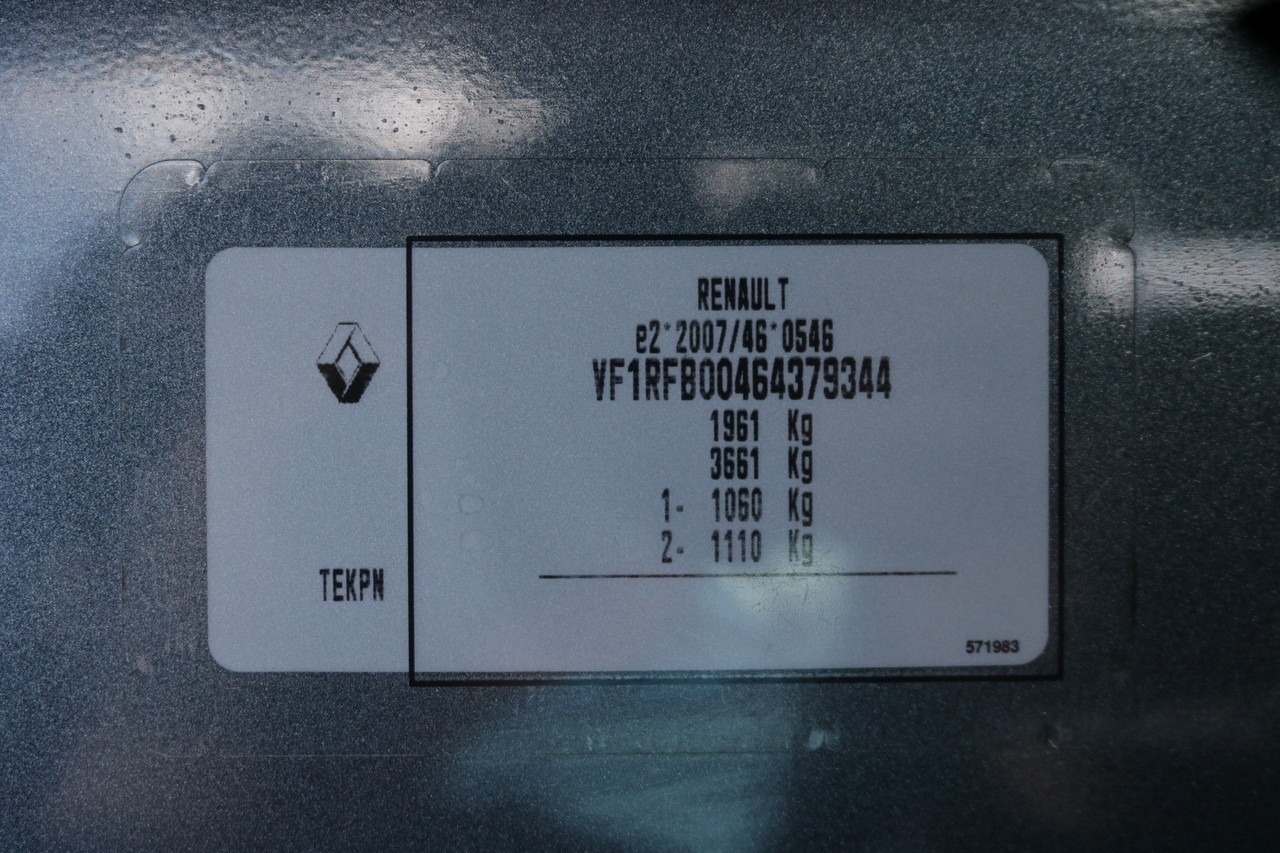 RENAULT
e2*2007/46*0546
VF1RFB00464379344
1961 Kg
3661 Kg
1- 1060 Kg
2- 1110 Kg
TEKPN
571983